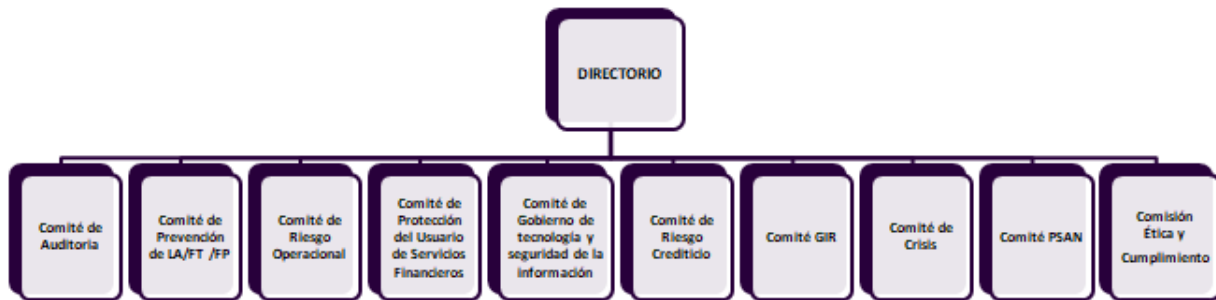 DIRECTORIO
Comité de
Auditoria
Comité de
Prevención
de LA/FT /FP
Comité de
Riesgo
Operacional
Comité de
Protección
del Usuario
de Servicios
Financieros
Comité de
Gobierno de
tecnología y
seguridad de la
información
Comité de
Riesgo
Crediticio
Comité GIR
Comité de
Crisis
Comité PSAN
Comisión
Ética y
Cumplimiento